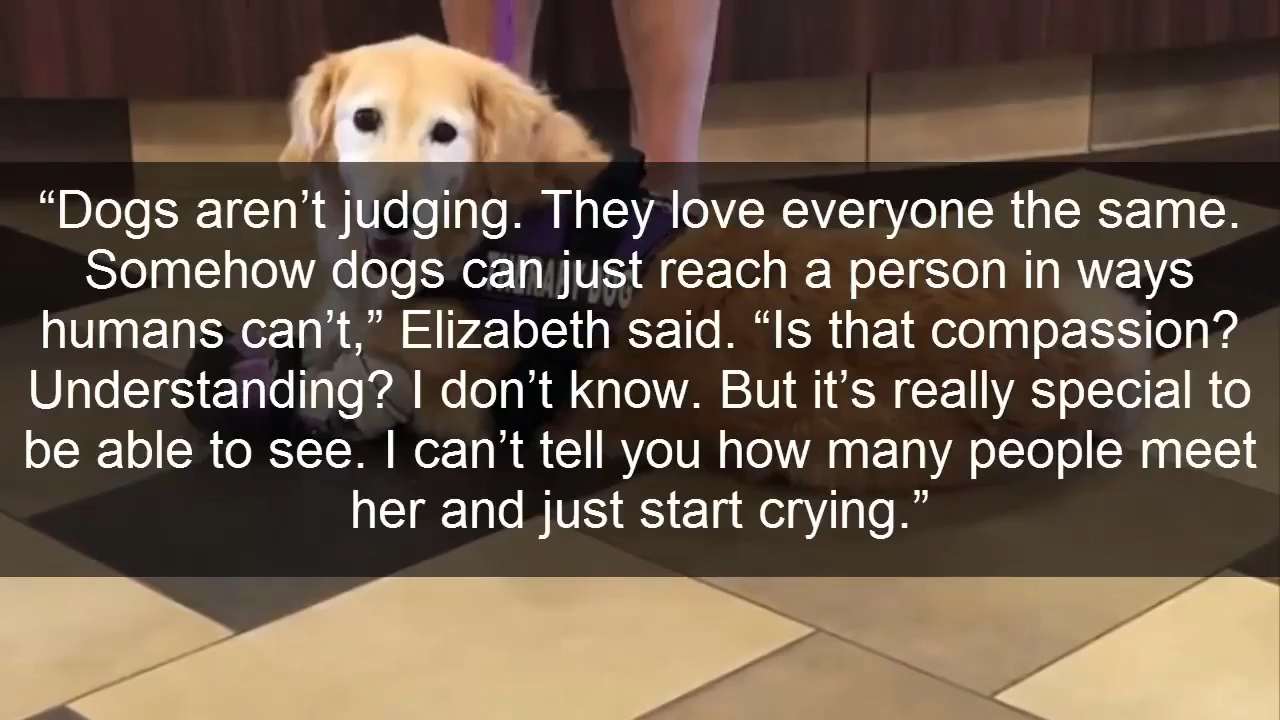 “Dogs aren’t judging. They love everyone the same.
Somehow dogs can just reach a person in ways
humans can’t,” Elizabeth said. “Is that compassion?
Understanding? I don’t know. But it’s really special to
be able to see. I can’t tell you how many people meet
her and just start crying.”
THERAPY DOG